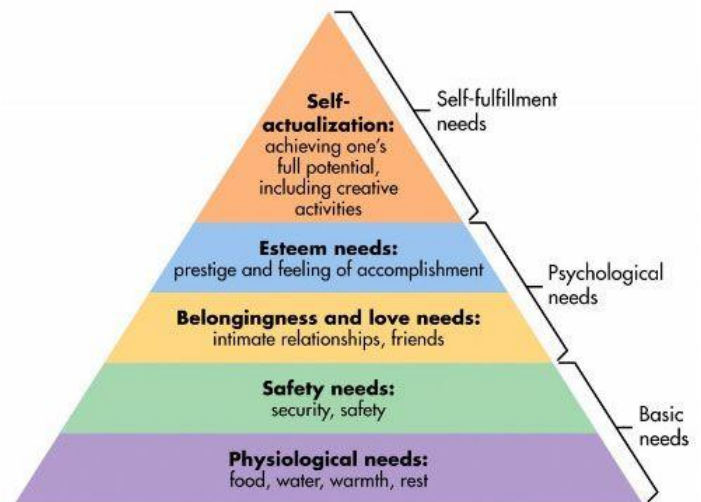 Self-
actualization:
achieving one's
full potential,
including creative
activities
Self-fulfillment
needs
Esteem needs:
prestige and feeling of accomplishment
Psychological
needs
Belongingness and love needs:
intimate relationships, friends
Safety needs:
security, safety
Basic
needs
Physiological needs:
food, water, warmth, rest